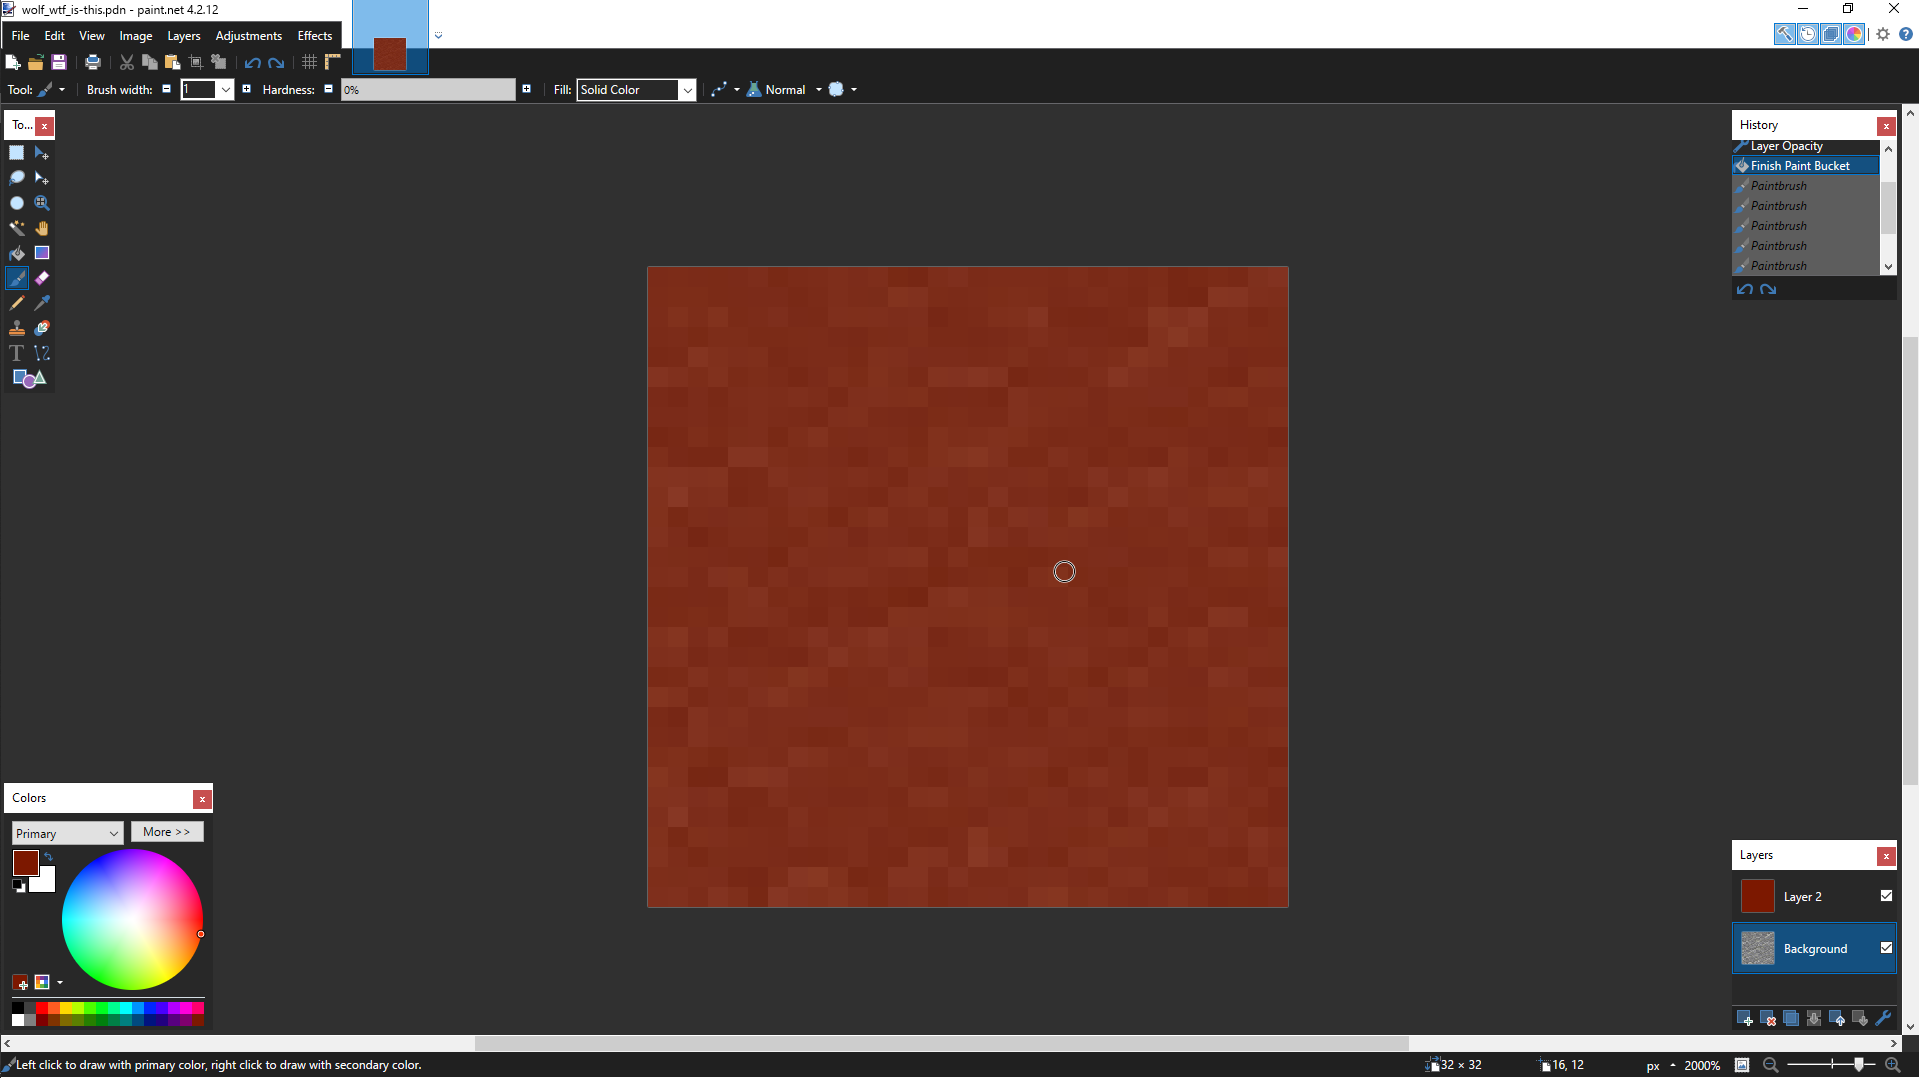 wolf_wtf_is-this.pdn - paint.net 4.2.12
File Edit View Image Layers Adjustments Effects
Tool: Brush width: 1 Hardness: 0% Fill: Solid Color Normal
To...
History
Layer Opacity
Finish Paint Bucket
Paintbrush
Paintbrush
Paintbrush
Paintbrush
Paintbrush
Colors
Primary More >>
Layers
Layer 2
Background
Left click to draw with primary color, right click to draw with secondary color. 32 × 32 16, 12 px 2000%